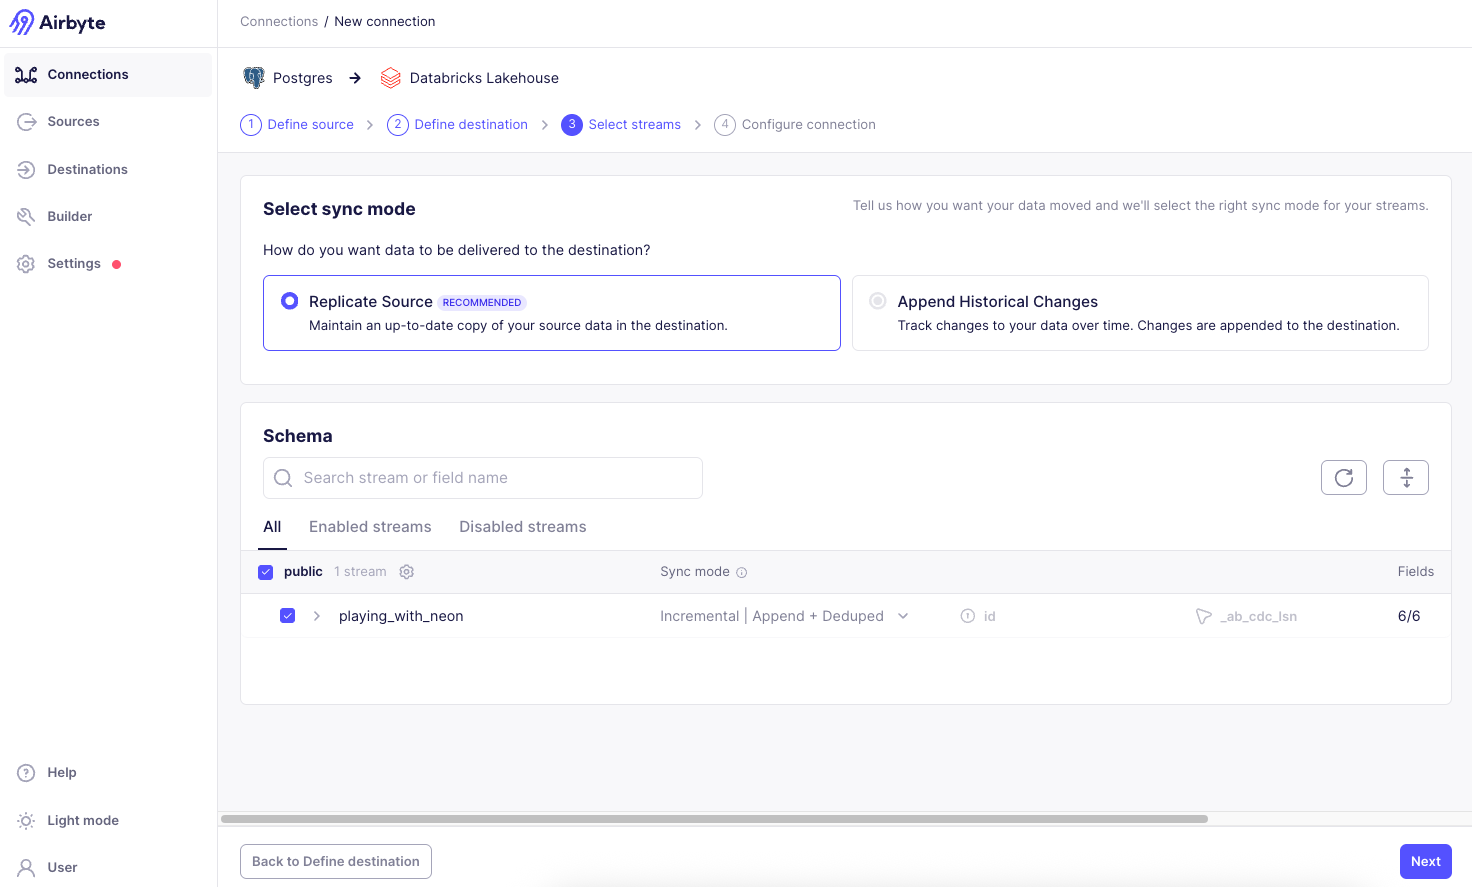 Airbyte
Connections
Sources
Destinations
Builder
Settings
Help
Light mode
User
Connections / New connection
Postgres → Databricks Lakehouse
1 Define source > 2 Define destination > 3 Select streams > 4 Configure connection
Select sync mode
Tell us how you want your data moved and we'll select the right sync mode for your streams.
How do you want data to be delivered to the destination?
Replicate Source RECOMMENDED
Maintain an up-to-date copy of your source data in the destination.
Append Historical Changes
Track changes to your data over time. Changes are appended to the destination.
Schema
Search stream or field name
All Enabled streams Disabled streams
public 1 stream Sync mode Fields
playing_with_neon Incremental | Append + Deduped id _ab_cdc_lsn 6/6
Back to Define destination
Next